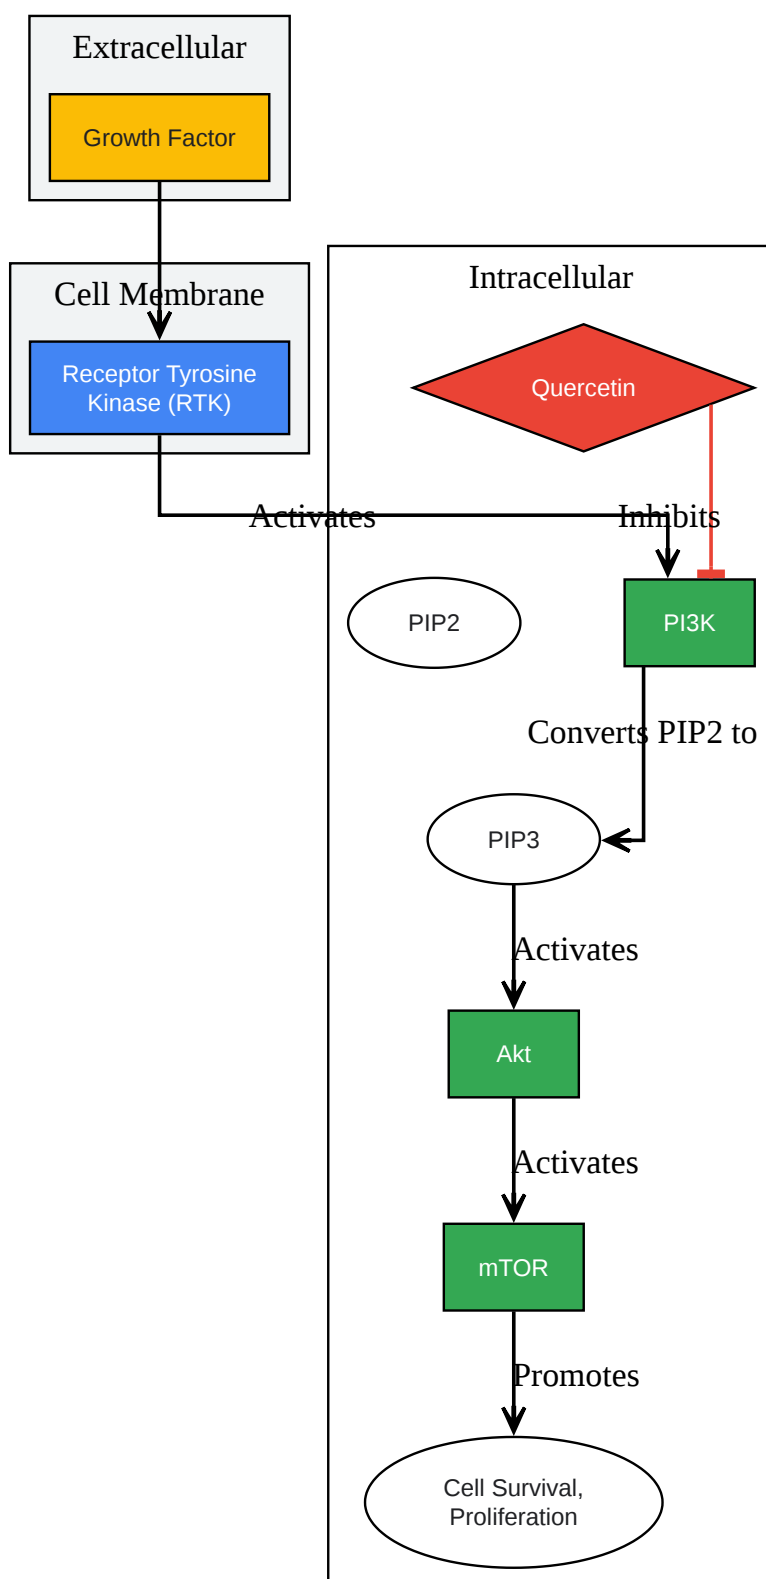 Extracellular
Growth Factor
Cell Membrane
Receptor Tyrosine
Kinase (RTK)
Intracellular
Quercetin
Activates
Inhibits
PIP2
PI3K
Converts PIP2 to
PIP3
Activates
Akt
Activates
mTOR
Promotes
Cell Survival,
Proliferation